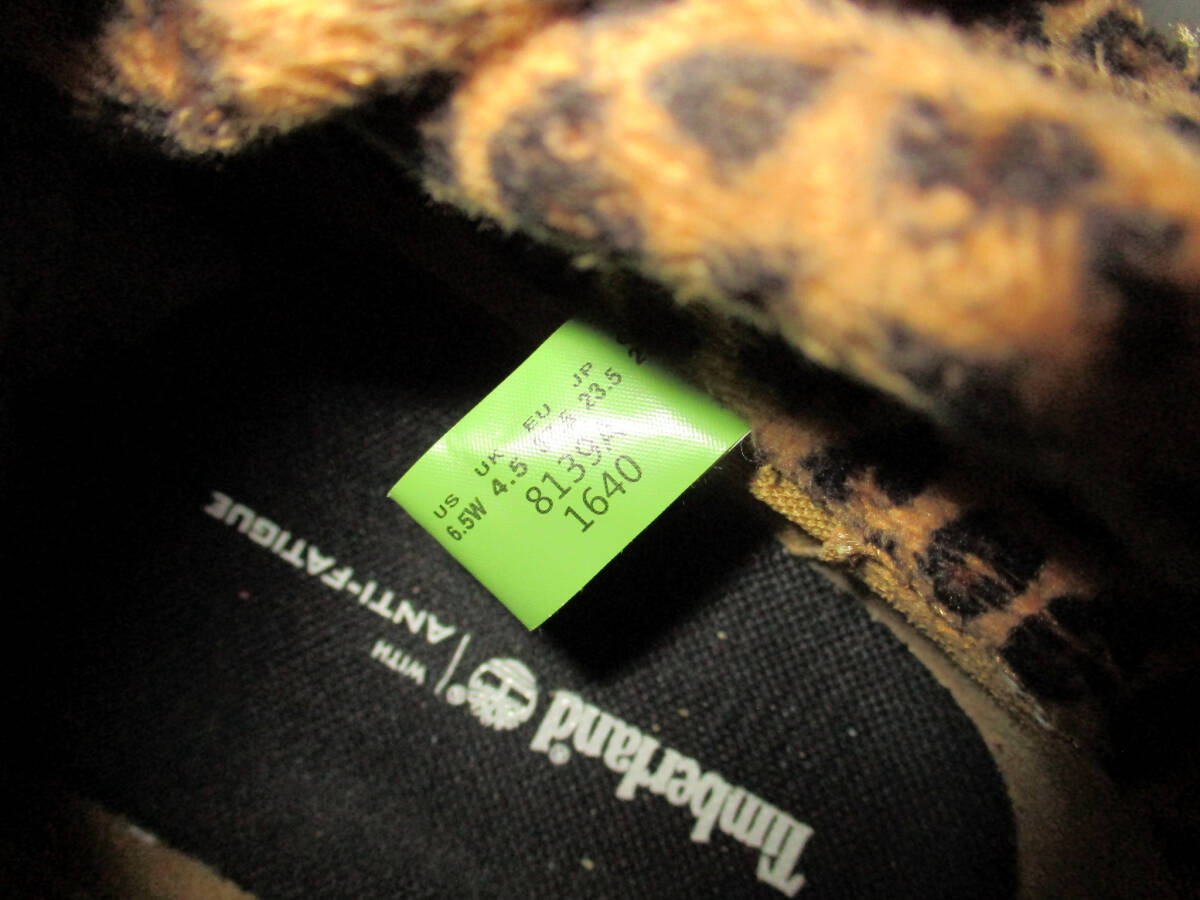 US UK EU JP
6.5W 4.5 23.5
8139A
1640
Timberland® ® | WITH ANTI-FATIGUE